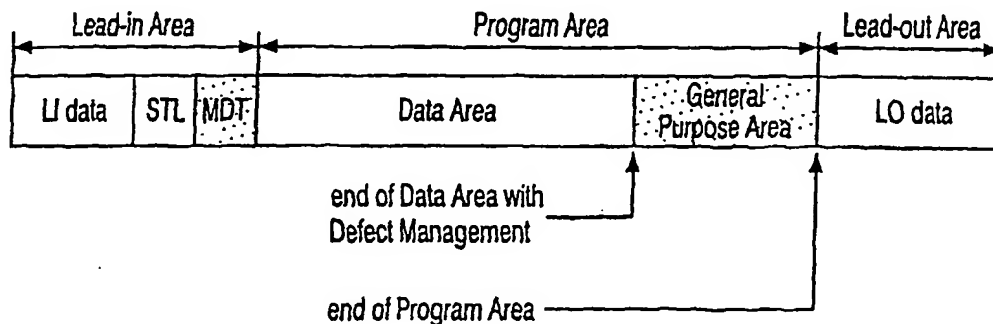 Lead-in Area
Program Area
Lead-out Area
LI data
STL
MDT
Data Area
General
Purpose Area
LO data
end of Data Area with
Defect Management
end of Program Area